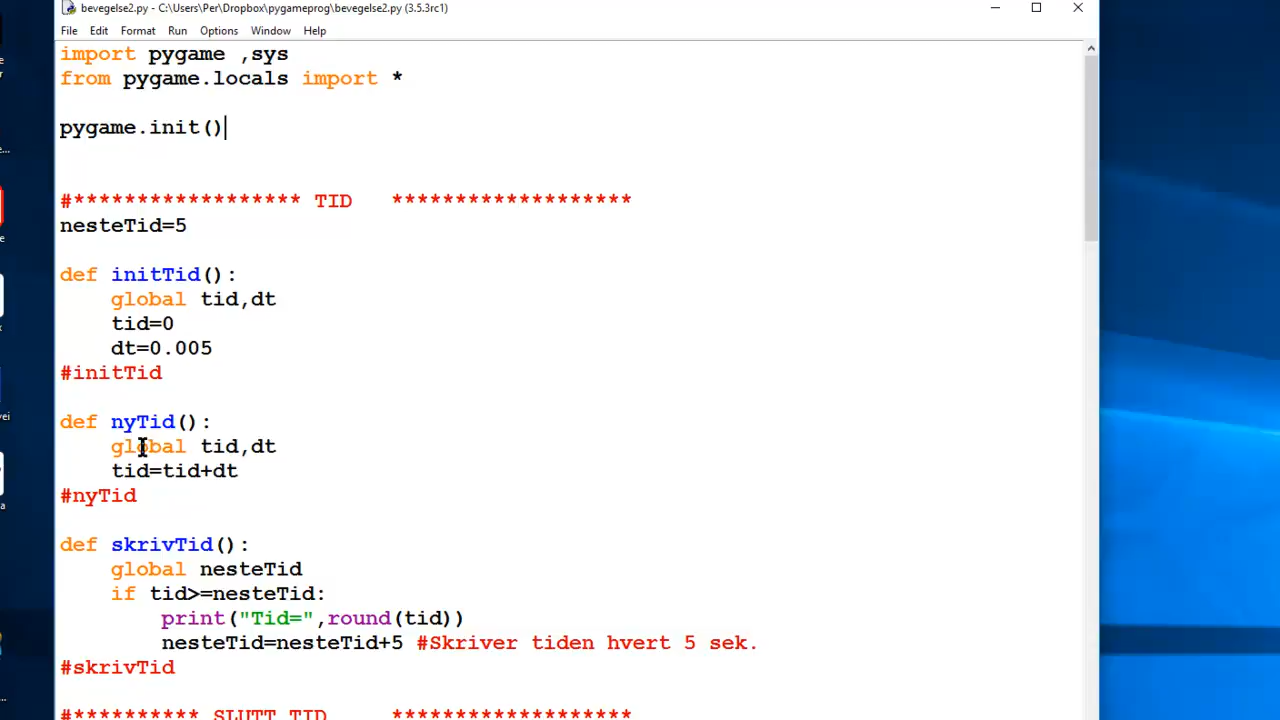 bevegelse2.py - C:\Users\Per\Dropbox\pygameprog\bevegelse2.py (3.5.3rc1)
File Edit Format Run Options Window Help
import pygame ,sys
from pygame.locals import *
pygame.init()
#****************** TID *******************
nesteTid=5
def initTid():
global tid,dt
tid=0
dt=0.005
#initTid
def nyTid():
global tid,dt
tid=tid+dt
#nyTid
def skrivTid():
global nesteTid
if tid>=nesteTid:
print("Tid=",round(tid))
nesteTid=nesteTid+5 #Skriver tiden hvert 5 sek.
#skrivTid
#********** SLUTT TID *******************